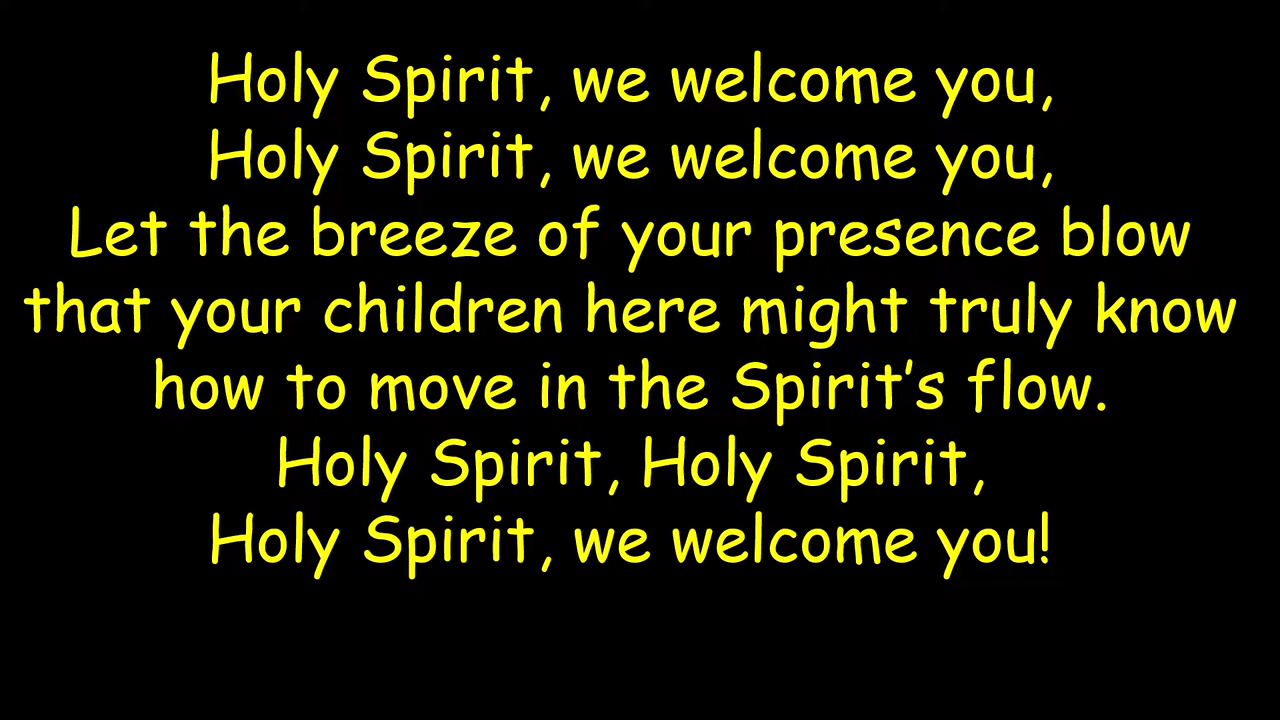 Holy Spirit, we welcome you,
Holy Spirit, we welcome you,
Let the breeze of your presence blow
that your children here might truly know
how to move in the Spirit’s flow.
Holy Spirit, Holy Spirit,
Holy Spirit, we welcome you!